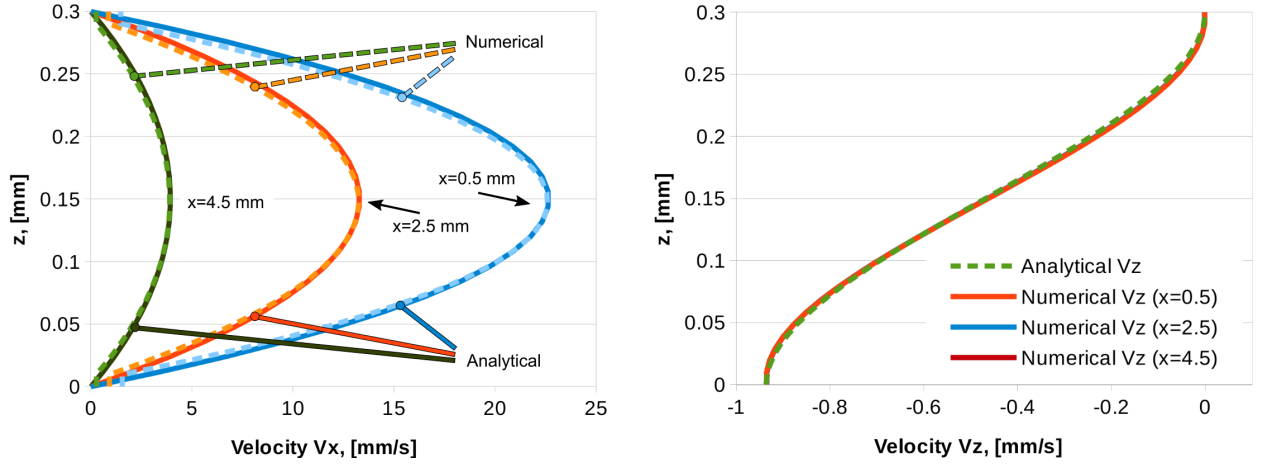 0.3
0.25
0.2
0.15
0.1
0.05
0
z, [mm]
Numerical
x=0.5 mm
x=4.5 mm
x=2.5 mm
Analytical
0 5 10 15 20 25
Velocity Vx, [mm/s]
0.3
0.25
0.2
0.15
0.1
0.05
0
z, [mm]
Analytical Vz
Numerical Vz (x=0.5)
Numerical Vz (x=2.5)
Numerical Vz (x=4.5)
-1 -0.8 -0.6 -0.4 -0.2 0
Velocity Vz, [mm/s]